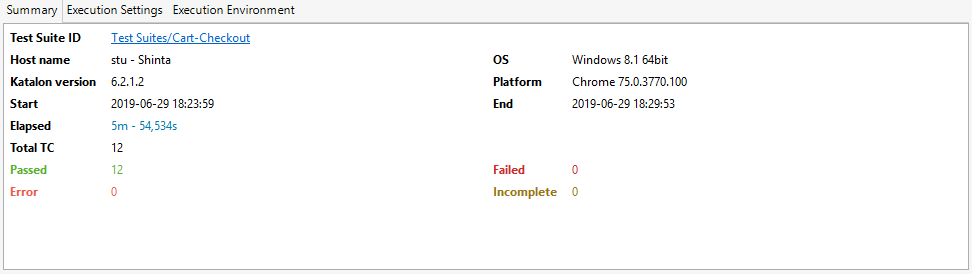 Summary Execution Settings Execution Environment
Test Suite ID Test Suites/Cart-Checkout
Host name stu - Shinta OS Windows 8.1 64bit
Katalon version 6.2.1.2 Platform Chrome 75.0.3770.100
Start 2019-06-29 18:23:59 End 2019-06-29 18:29:53
Elapsed 5m - 54,534s
Total TC 12
Passed 12 Failed 0
Error 0 Incomplete 0